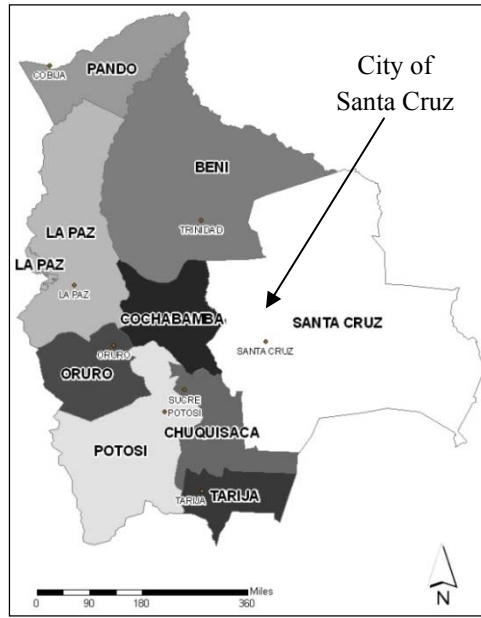 City of
Santa Cruz
COBIJA
PANDO
BENI
TRINIDAD
LA PAZ
LA PAZ
LA PAZ
COCHABAMBA
SANTA CRUZ
SANTA CRUZ
ORURO
ORURO
SUCRE
POTOSI
CHUQUISACA
POTOSI
TARIJA
TARIJA
N
Miles
0 90 180 360